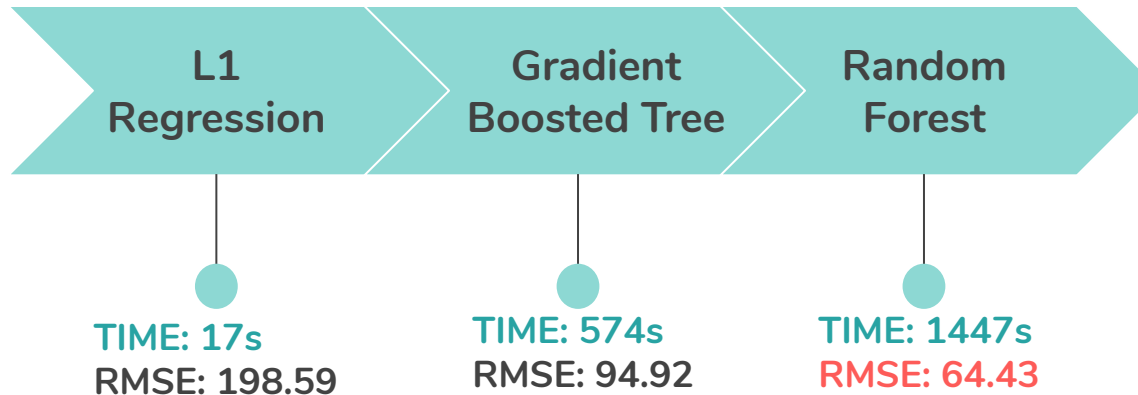 L1
Regression
Gradient
Boosted Tree
Random
Forest
TIME: 17s
RMSE: 198.59
TIME: 574s
RMSE: 94.92
TIME: 1447s
RMSE: 64.43